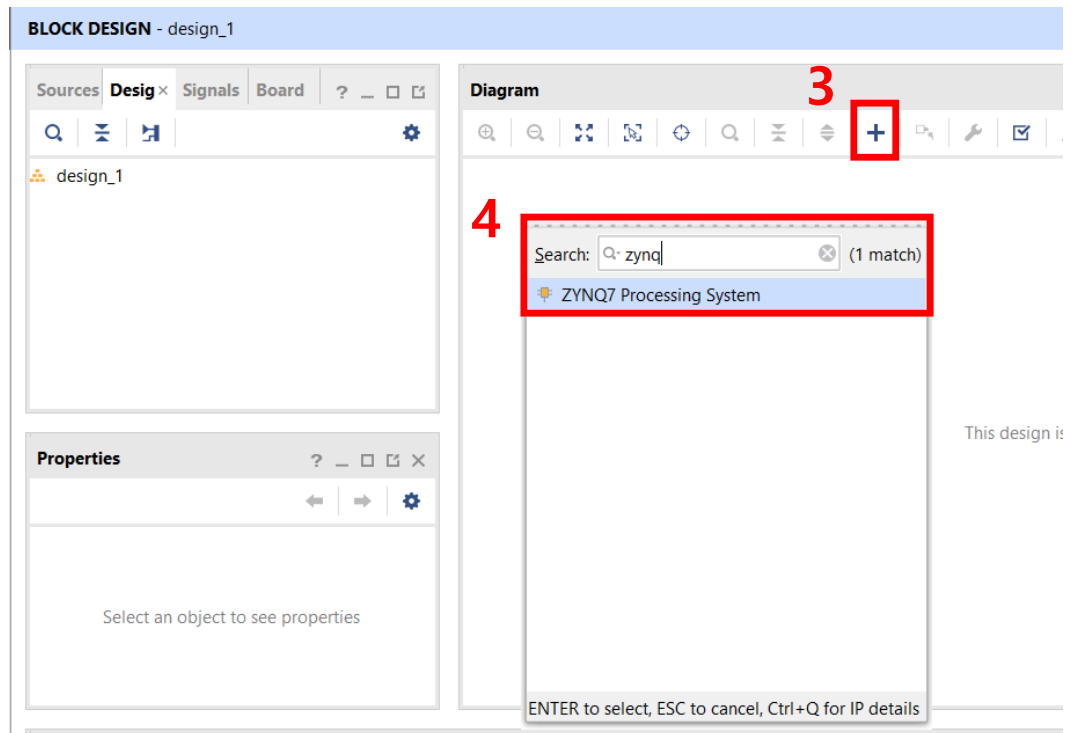 BLOCK DESIGN - design_1
Sources Desig × Signals Board ?
design_1
Properties ?
Select an object to see properties
Diagram
3
4
Search: zynq (1 match)
ZYNQ7 Processing System
This design is
ENTER to select, ESC to cancel, Ctrl+Q for IP details